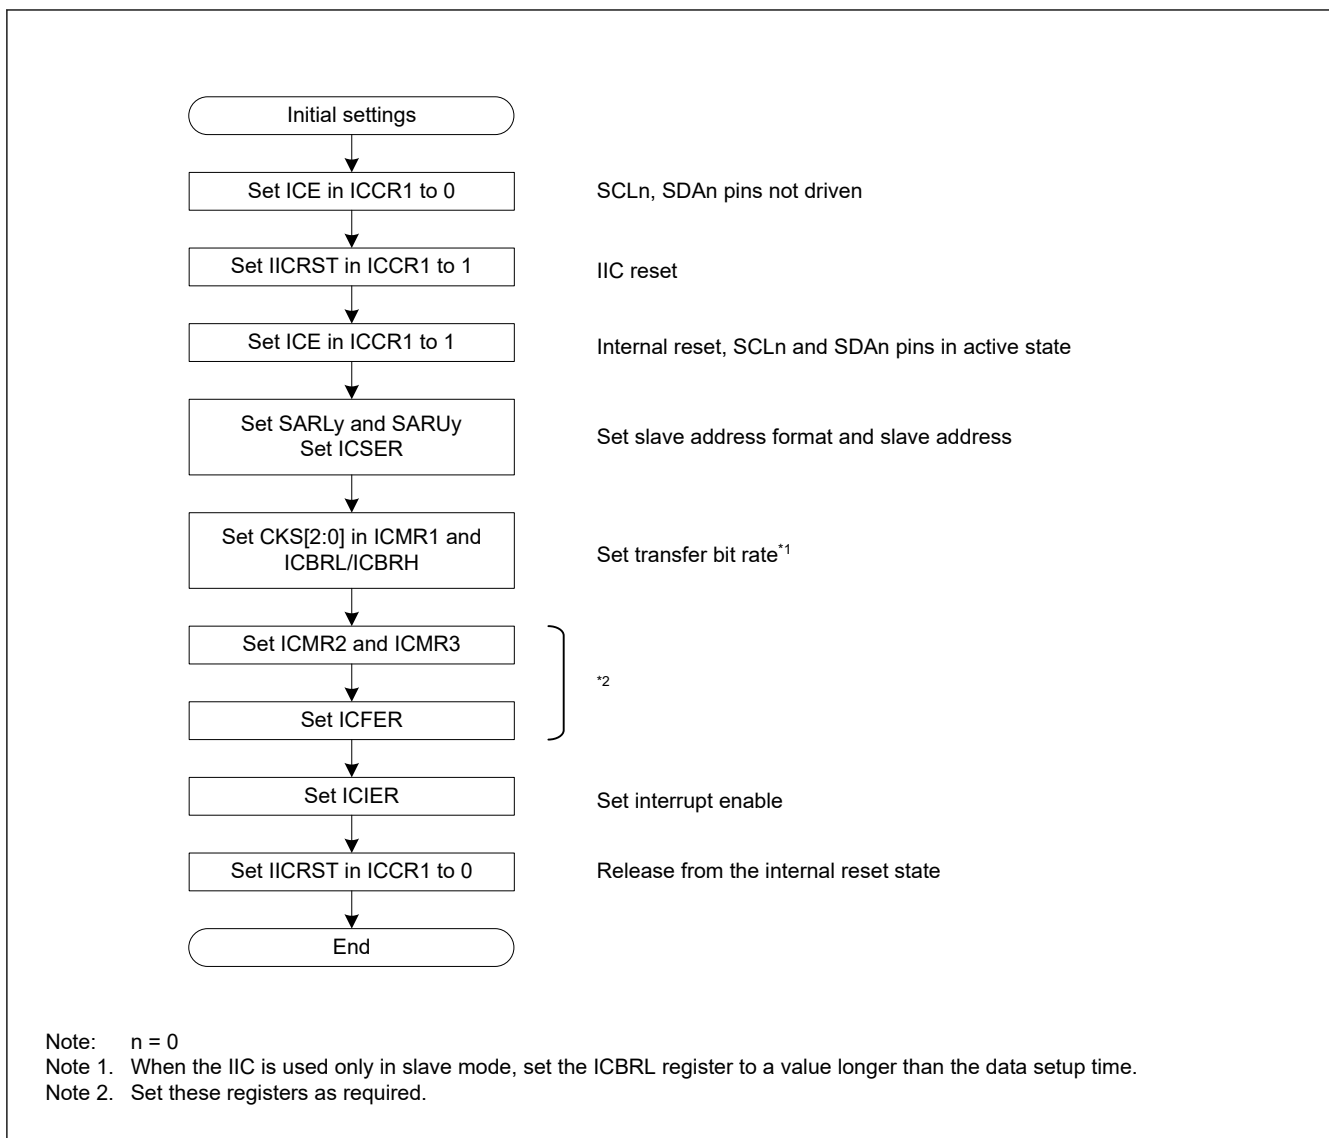 Initial settings
Set ICE in ICCR1 to 0
SCLn, SDAn pins not driven
Set IICRST in ICCR1 to 1
IIC reset
Set ICE in ICCR1 to 1
Internal reset, SCLn and SDAn pins in active state
Set SARLy and SARUy
Set ICSER
Set slave address format and slave address
Set CKS[2:0] in ICMR1 and
ICBRL/ICBRH
Set transfer bit rate*1
Set ICMR2 and ICMR3
*2
Set ICFER
Set ICIER
Set interrupt enable
Set IICRST in ICCR1 to 0
Release from the internal reset state
End
Note: n = 0
Note 1. When the IIC is used only in slave mode, set the ICBRL register to a value longer than the data setup time.
Note 2. Set these registers as required.